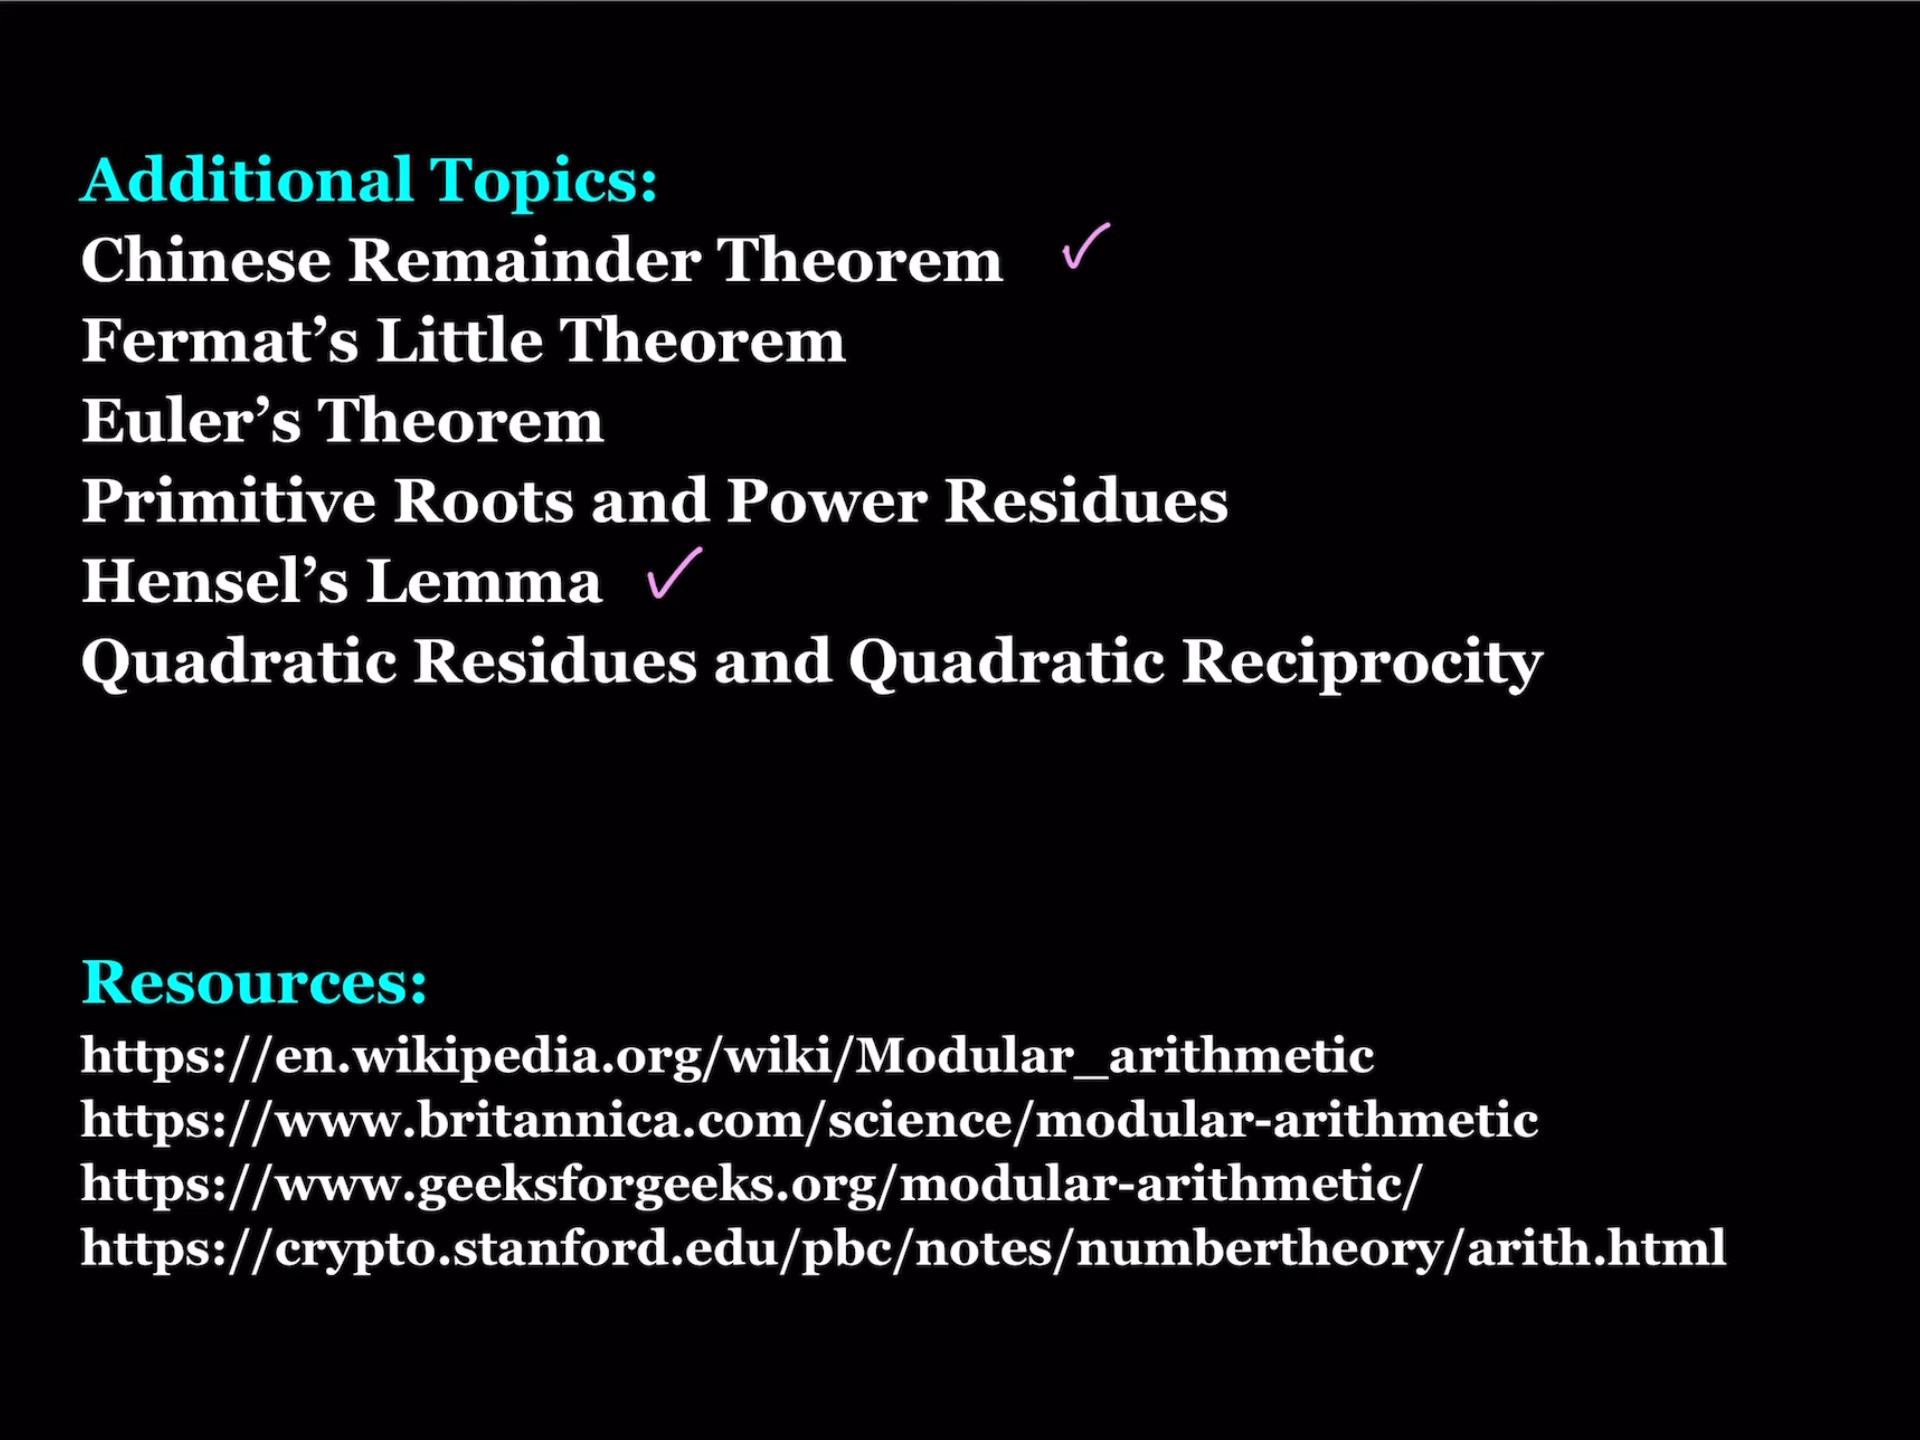 Additional Topics:
Chinese Remainder Theorem ✓
Fermat’s Little Theorem
Euler’s Theorem
Primitive Roots and Power Residues
Hensel’s Lemma ✓
Quadratic Residues and Quadratic Reciprocity
Resources:
https://en.wikipedia.org/wiki/Modular_arithmetic
https://www.britannica.com/science/modular-arithmetic
https://www.geeksforgeeks.org/modular-arithmetic/
https://crypto.stanford.edu/pbc/notes/numbertheory/arith.html